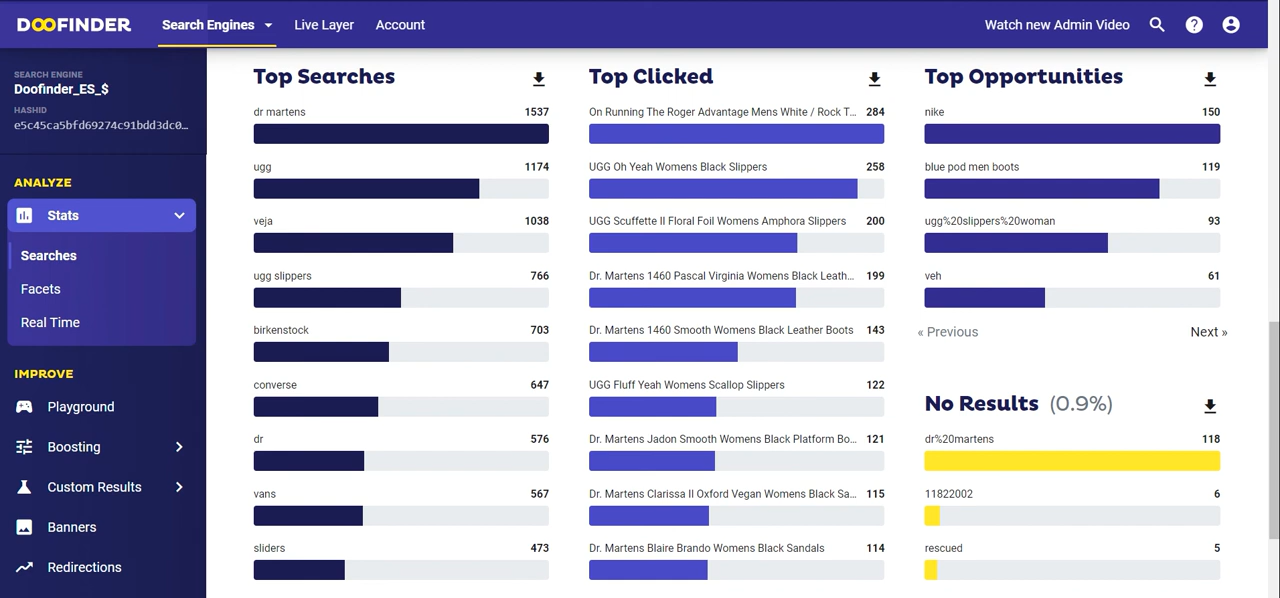 DOOFINDER Search Engines Live Layer Account Watch new Admin Video
SEARCH ENGINE
Doofinder_ES_$
HASHID
e5c45ca5bfd69274c91bdd3dc0…
ANALYZE
Stats
Searches
Facets
Real Time
IMPROVE
Playground
Boosting
Custom Results
Banners
Redirections
Top Searches
dr martens 1537
ugg 1174
veja 1038
ugg slippers 766
birkenstock 703
converse 647
dr 576
vans 567
sliders 473
Top Clicked
On Running The Roger Advantage Mens White / Rock T… 284
UGG Oh Yeah Womens Black Slippers 258
UGG Scuffette II Floral Foil Womens Amphora Slippers 200
Dr. Martens 1460 Pascal Virginia Womens Black Leath… 199
Dr. Martens 1460 Smooth Womens Black Leather Boots 143
UGG Fluff Yeah Womens Scallop Slippers 122
Dr. Martens Jadon Smooth Womens Black Platform Bo… 121
Dr. Martens Clarissa II Oxford Vegan Womens Black Sa… 115
Dr. Martens Blaire Brando Womens Black Sandals 114
Top Opportunities
nike 150
blue pod men boots 119
ugg%20slippers%20woman 93
veh 61
« Previous Next »
No Results (0.9%)
dr%20martens 118
11822002 6
rescued 5